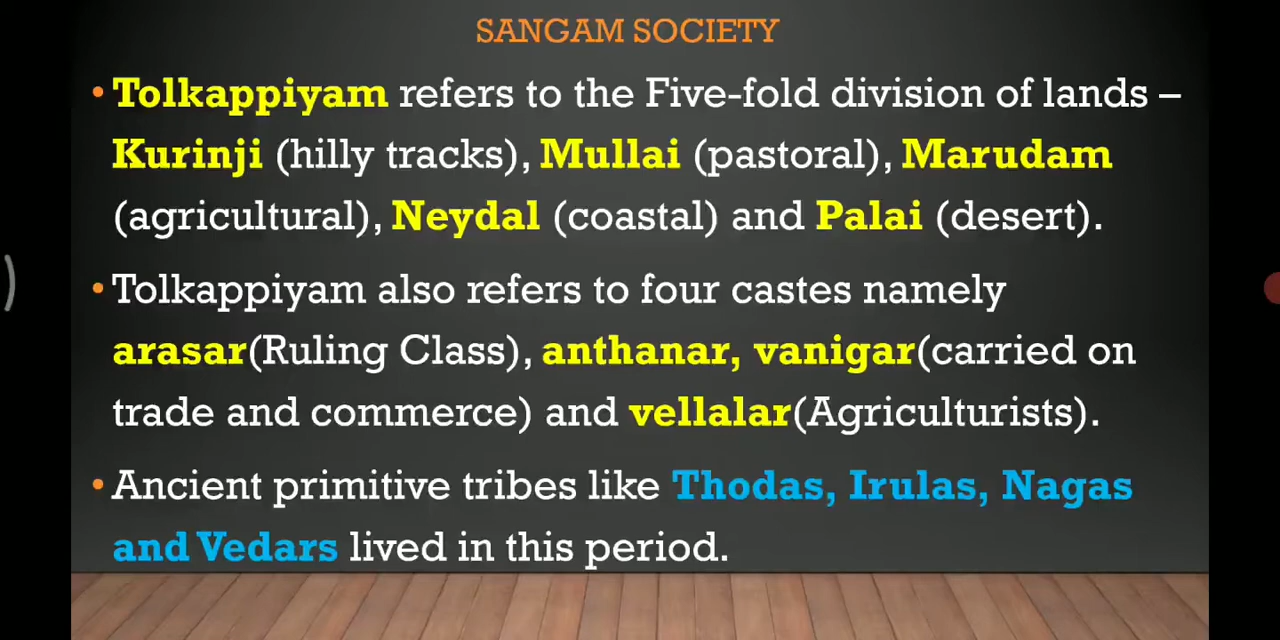 SANGAM SOCIETY
• Tolkappiyam refers to the Five-fold division of lands –
Kurinji (hilly tracks), Mullai (pastoral), Marudam
(agricultural), Neydal (coastal) and Palai (desert).
• Tolkappiyam also refers to four castes namely
arasar(Ruling Class), anthanar, vanigar(carried on
trade and commerce) and vellalar(Agriculturists).
• Ancient primitive tribes like Thodas, Irulas, Nagas
and Vedars lived in this period.